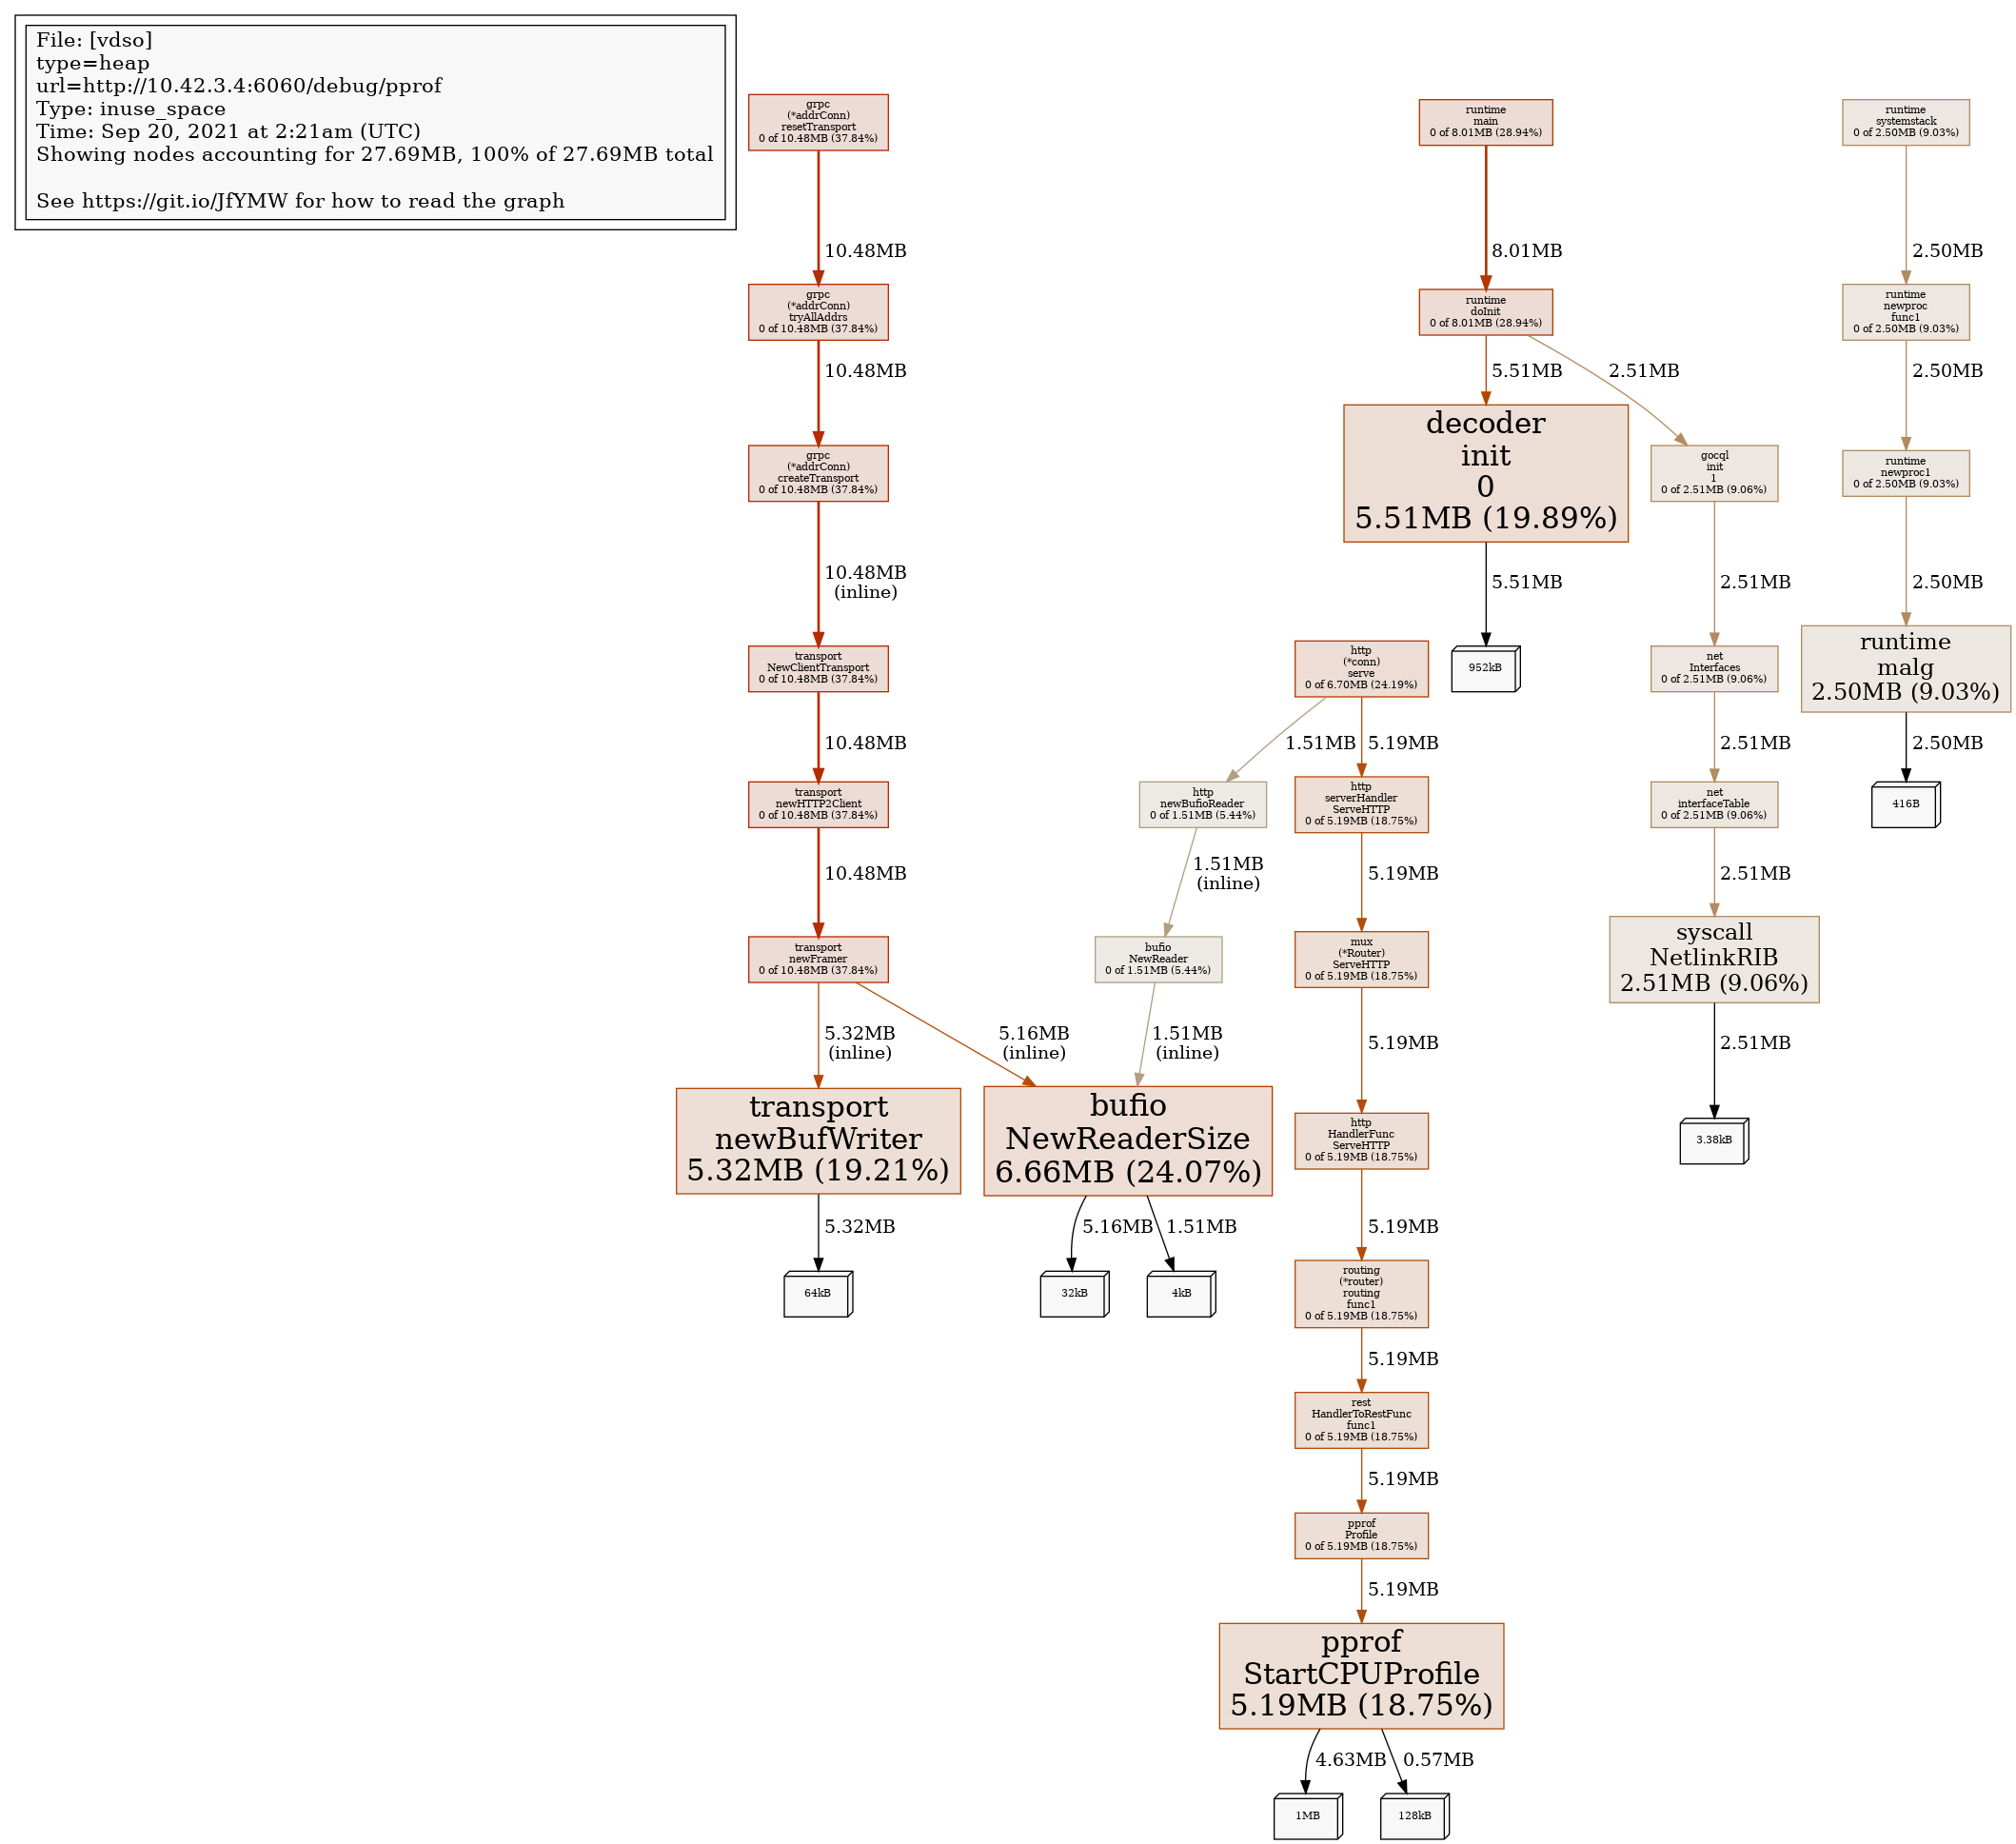 File: [vdso]
type=heap
url=http://10.42.3.4:6060/debug/pprof
Type: inuse_space
Time: Sep 20, 2021 at 2:21am (UTC)
Showing nodes accounting for 27.69MB, 100% of 27.69MB total
See https://git.io/JfYMW for how to read the graph
grpc
(*addrConn)
resetTransport
0 of 10.48MB (37.84%)
10.48MB
grpc
(*addrConn)
tryAllAddrs
0 of 10.48MB (37.84%)
10.48MB
grpc
(*addrConn)
createTransport
0 of 10.48MB (37.84%)
10.48MB
(inline)
transport
NewClientTransport
0 of 10.48MB (37.84%)
10.48MB
transport
newHTTP2Client
0 of 10.48MB (37.84%)
10.48MB
transport
newFramer
0 of 10.48MB (37.84%)
5.32MB
(inline)
5.16MB
(inline)
transport
newBufWriter
5.32MB (19.21%)
5.32MB
64kB
http
(*conn)
serve
0 of 6.70MB (24.19%)
1.51MB
5.19MB
http
newBufioReader
0 of 1.51MB (5.44%)
1.51MB
(inline)
bufio
NewReader
0 of 1.51MB (5.44%)
1.51MB
(inline)
bufio
NewReaderSize
6.66MB (24.07%)
5.16MB
1.51MB
32kB
4kB
http
serverHandler
ServeHTTP
0 of 5.19MB (18.75%)
5.19MB
mux
(*Router)
ServeHTTP
0 of 5.19MB (18.75%)
5.19MB
http
HandlerFunc
ServeHTTP
0 of 5.19MB (18.75%)
5.19MB
routing
(*router)
routing
func1
0 of 5.19MB (18.75%)
5.19MB
rest
HandlerToRestFunc
func1
0 of 5.19MB (18.75%)
5.19MB
pprof
Profile
0 of 5.19MB (18.75%)
5.19MB
pprof
StartCPUProfile
5.19MB (18.75%)
4.63MB
0.57MB
1MB
128kB
runtime
main
0 of 8.01MB (28.94%)
8.01MB
runtime
doInit
0 of 8.01MB (28.94%)
5.51MB
2.51MB
decoder
init
0
5.51MB (19.89%)
5.51MB
952kB
gocql
init
1
0 of 2.51MB (9.06%)
2.51MB
net
Interfaces
0 of 2.51MB (9.06%)
2.51MB
net
interfaceTable
0 of 2.51MB (9.06%)
2.51MB
syscall
NetlinkRIB
2.51MB (9.06%)
2.51MB
3.38kB
runtime
systemstack
0 of 2.50MB (9.03%)
2.50MB
runtime
newproc
func1
0 of 2.50MB (9.03%)
2.50MB
runtime
newproc1
0 of 2.50MB (9.03%)
2.50MB
runtime
malg
2.50MB (9.03%)
2.50MB
416B